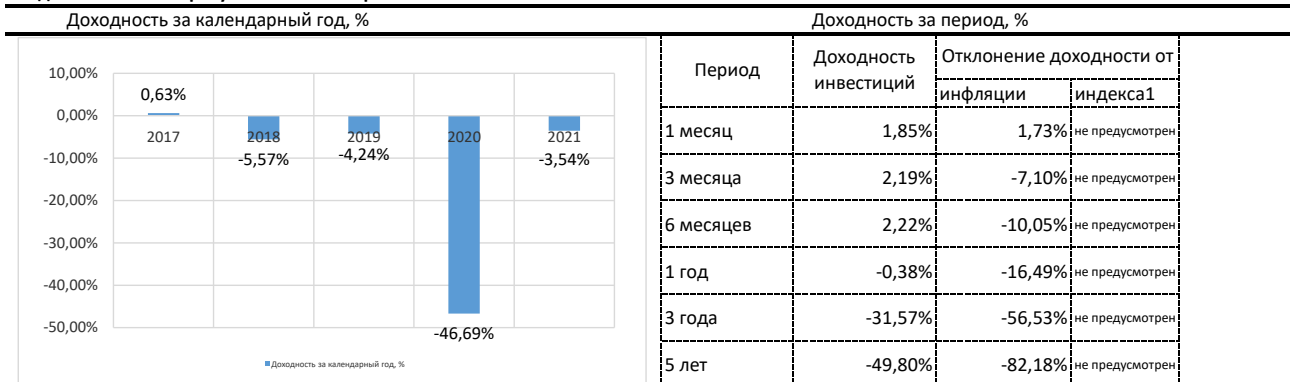 Доходность за календарный год, %
Доходность за период, %
10,00%
0,00%
-10,00%
-20,00%
-30,00%
-40,00%
-50,00%
0,63%
-5,57%
-4,24%
-46,69%
-3,54%
2017 2018 2019 2020 2021
Доходность за календарный год, %
Период Доходность инвестиций Отклонение доходности от
инфляции индекса1
1 месяц 1,85% 1,73% не предусмотрен
3 месяца 2,19% -7,10% не предусмотрен
6 месяцев 2,22% -10,05% не предусмотрен
1 год -0,38% -16,49% не предусмотрен
3 года -31,57% -56,53% не предусмотрен
5 лет -49,80% -82,18% не предусмотрен